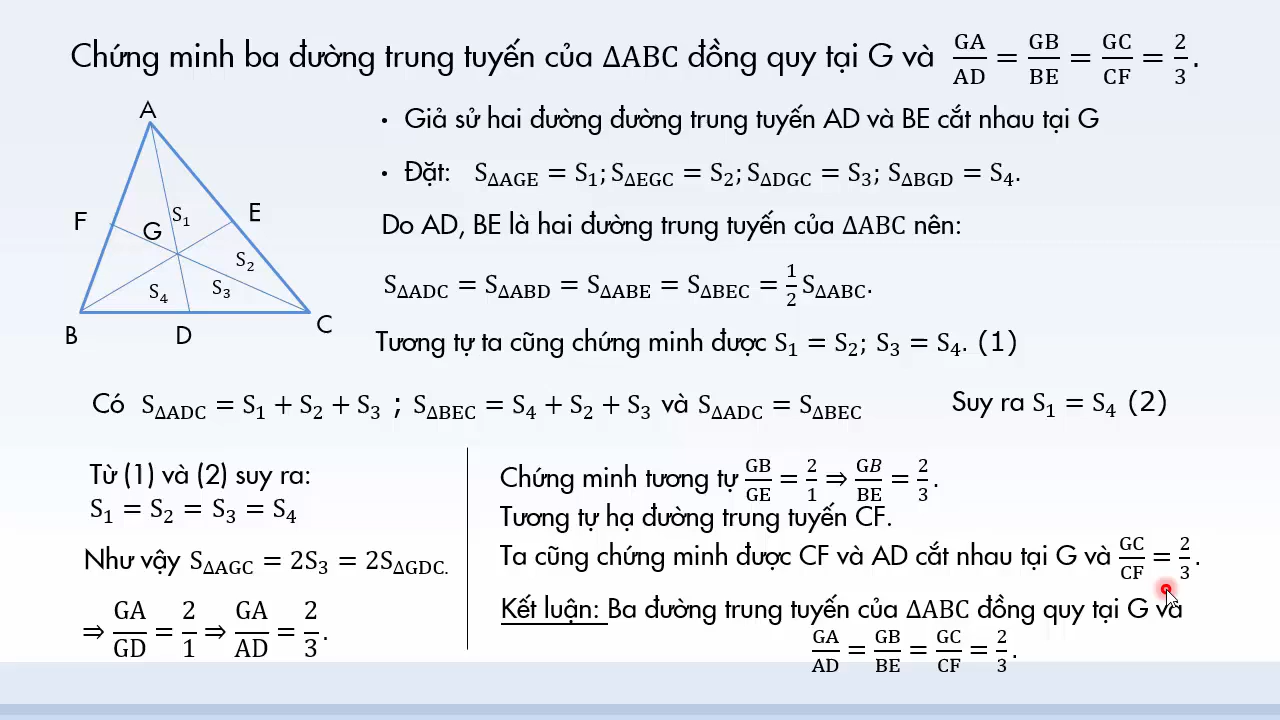 Chứng minh ba đường trung tuyến của ΔABC đồng quy tại G và GA/AD = GB/BE = GC/CF = 2/3.
A
F
G
S₁
E
S₂
S₃
S₄
B
D
C
• Giả sử hai đường đường trung tuyến AD và BE cắt nhau tại G
• Đặt: S_ΔAGE = S₁; S_ΔEGC = S₂; S_ΔDGC = S₃; S_ΔBGD = S₄.
Do AD, BE là hai đường trung tuyến của ΔABC nên:
S_ΔADC = S_ΔABD = S_ΔABE = S_ΔBEC = 1/2 S_ΔABC.
Tương tự ta cũng chứng minh được S₁ = S₂; S₃ = S₄. (1)
Có S_ΔADC = S₁ + S₂ + S₃ ; S_ΔBEC = S₄ + S₂ + S₃ và S_ΔADC = S_ΔBEC Suy ra S₁ = S₄ (2)
Từ (1) và (2) suy ra:
S₁ = S₂ = S₃ = S₄
Như vậy S_ΔAGC = 2S₃ = 2S_ΔGDC.
⇒ GA/GD = 2/1 ⇒ GA/AD = 2/3.
Chứng minh tương tự GB/GE = 2/1 ⇒ GB/BE = 2/3.
Tương tự hạ đường trung tuyến CF.
Ta cũng chứng minh được CF và AD cắt nhau tại G và GC/CF = 2/3.
Kết luận: Ba đường trung tuyến của ΔABC đồng quy tại G và
GA/AD = GB/BE = GC/CF = 2/3.